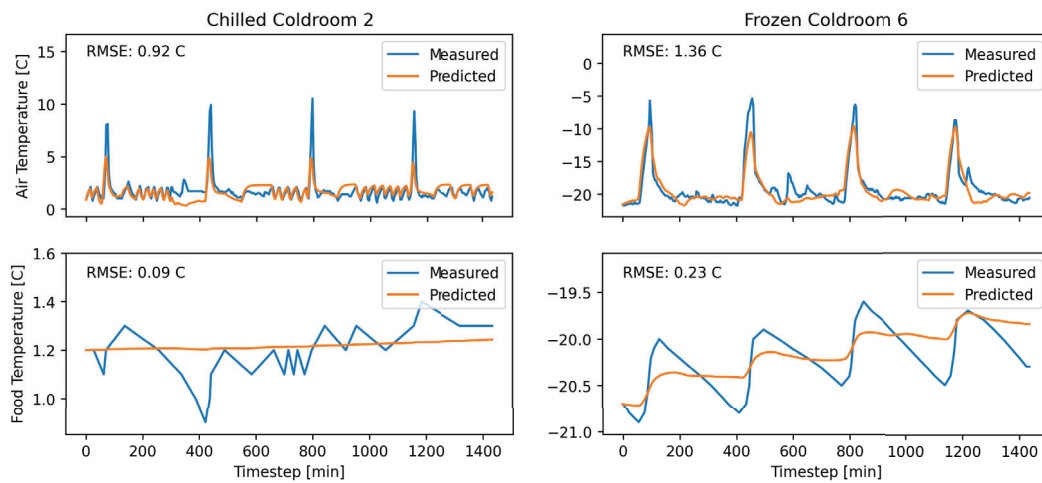 Chilled Coldroom 2
Frozen Coldroom 6
RMSE: 0.92 C
Measured
Predicted
Air Temperature [C]
15
10
5
0
RMSE: 1.36 C
Measured
Predicted
0
−5
−10
−15
−20
RMSE: 0.09 C
Measured
Predicted
Food Temperature [C]
1.6
1.4
1.2
1.0
0 200 400 600 800 1000 1200 1400
Timestep [min]
RMSE: 0.23 C
Measured
Predicted
−19.5
−20.0
−20.5
−21.0
0 200 400 600 800 1000 1200 1400
Timestep [min]